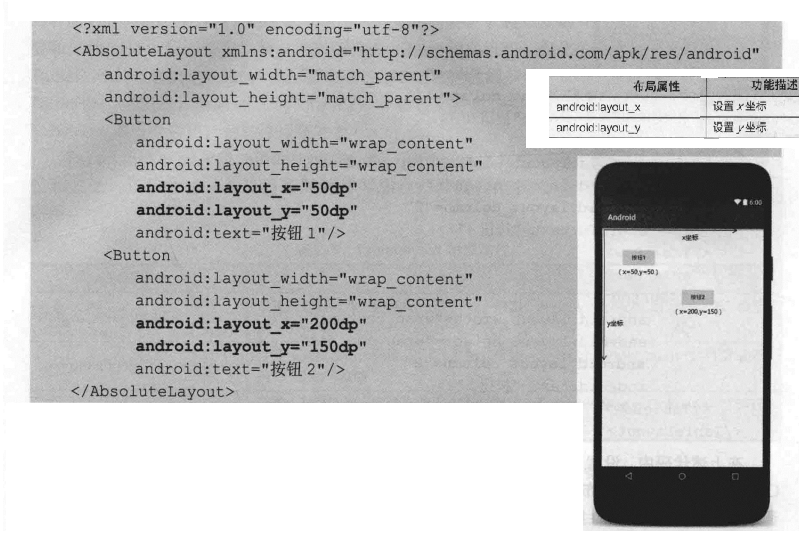 <?xml version="1.0" encoding="utf-8"?>
<AbsoluteLayout xmlns:android="http://schemas.android.com/apk/res/android"
android:layout_width="match_parent"
android:layout_height="match_parent">
<Button
android:layout_width="wrap_content"
android:layout_height="wrap_content"
android:layout_x="50dp"
android:layout_y="50dp"
android:text="按钮 1"/>
<Button
android:layout_width="wrap_content"
android:layout_height="wrap_content"
android:layout_x="200dp"
android:layout_y="150dp"
android:text="按钮 2"/>
</AbsoluteLayout>
布局属性 功能描述
android:layout_x 设置 x 坐标
android:layout_y 设置 y 坐标
6:00
Android
x坐标
按钮1
( x=50,y=50 )
按钮2
( x=200,y=150 )
y坐标